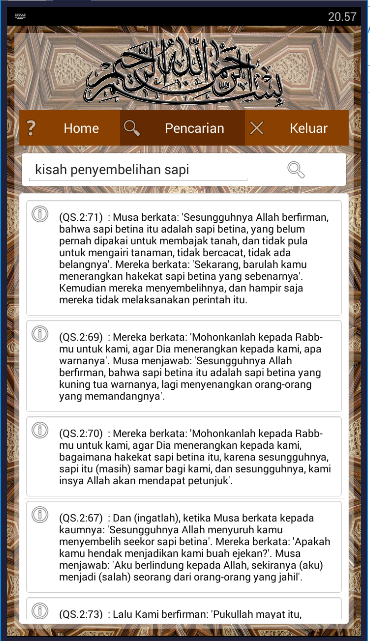 20.57
بسم الله الرحمن الرحيم
? Home Pencarian Keluar
kisah penyembelihan sapi
(QS.2:71) : Musa berkata: 'Sesungguhnya Allah berfirman,
bahwa sapi betina itu adalah sapi betina, yang belum
pernah dipakai untuk membajak tanah, dan tidak pula
untuk mengairi tanaman, tidak bercacat, tidak ada
belangnya'. Mereka berkata: 'Sekarang, barulah kamu
menerangkan hakekat sapi betina yang sebenarnya'.
Kemudian mereka menyembelihnya, dan hampir saja
mereka tidak melaksanakan perintah itu.
(QS.2:69) : Mereka berkata: 'Mohonkanlah kepada Rabb-
mu untuk kami, agar Dia menerangkan kepada kami, apa
warnanya'. Musa menjawab: 'Sesungguhnya Allah
berfirman, bahwa sapi betina itu adalah sapi betina yang
kuning tua warnanya, lagi menyenangkan orang-orang
yang memandangnya'.
(QS.2:70) : Mereka berkata: 'Mohonkanlah kepada Rabb-
mu untuk kami, agar Dia menerangkan kepada kami,
bagaimana hakekat sapi betina itu, karena sesungguhnya,
sapi itu (masih) samar bagi kami, dan sesungguhnya, kami
insya Allah akan mendapat petunjuk'.
(QS.2:67) : Dan (ingatlah), ketika Musa berkata kepada
kaumnya: 'Sesungguhnya Allah menyuruh kamu
menyembelih seekor sapi betina'. Mereka berkata: 'Apakah
kamu hendak menjadikan kami buah ejekan?'. Musa
menjawab: 'Aku berlindung kepada Allah, sekiranya (aku)
menjadi (salah) seorang dari orang-orang yang jahil'.
(QS.2:73) : Lalu Kami berfirman: 'Pukullah mayat itu,